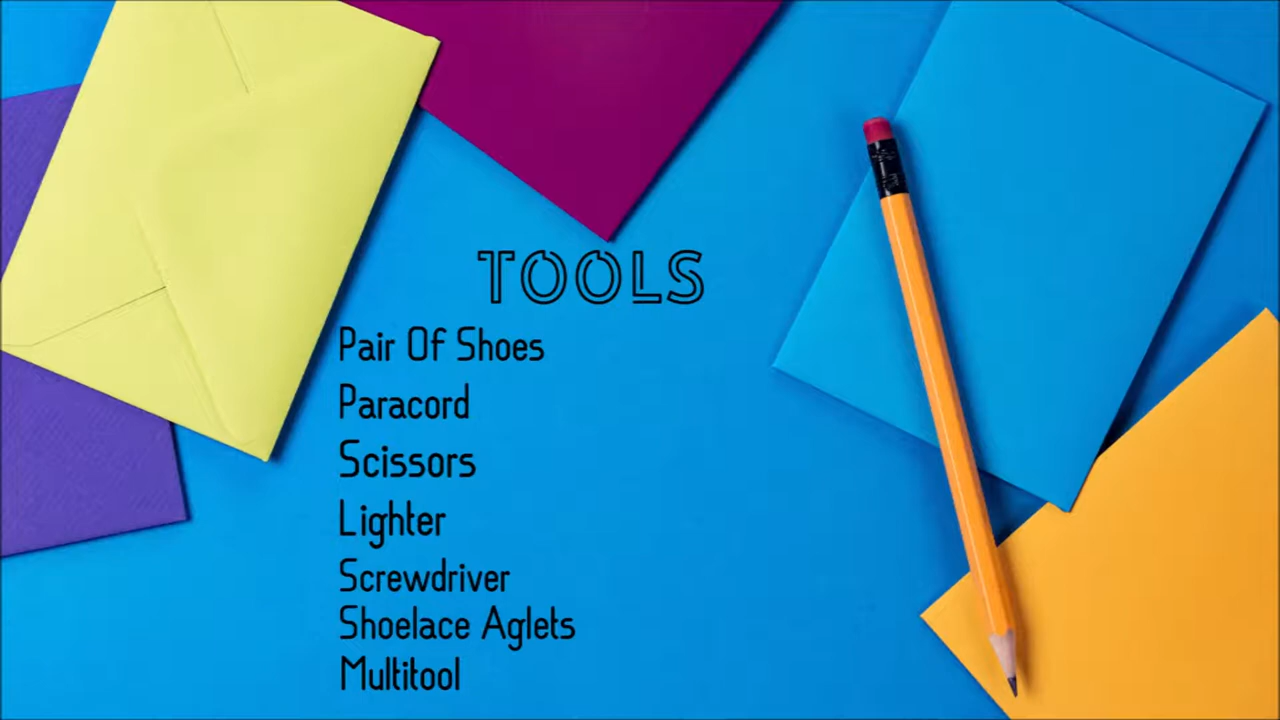 TOOLS
Pair Of Shoes
Paracord
Scissors
Lighter
Screwdriver
Shoelace Aglets
Multitool